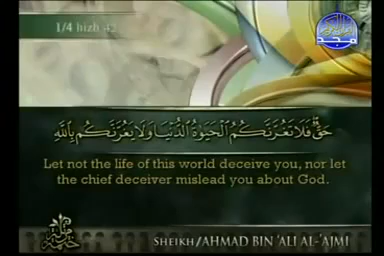 1/4 hizb 42
مجد
حَقٌّ فَلَا تَغُرَّنَّكُمُ الْحَيَوٰةُ الدُّنْيَا وَلَا يَغُرَّنَّكُم بِاللَّهِ
Let not the life of this world deceive you, nor let
the chief deceiver mislead you about God.
SHEIKH/AHMAD BIN 'ALI AL-'AJMI